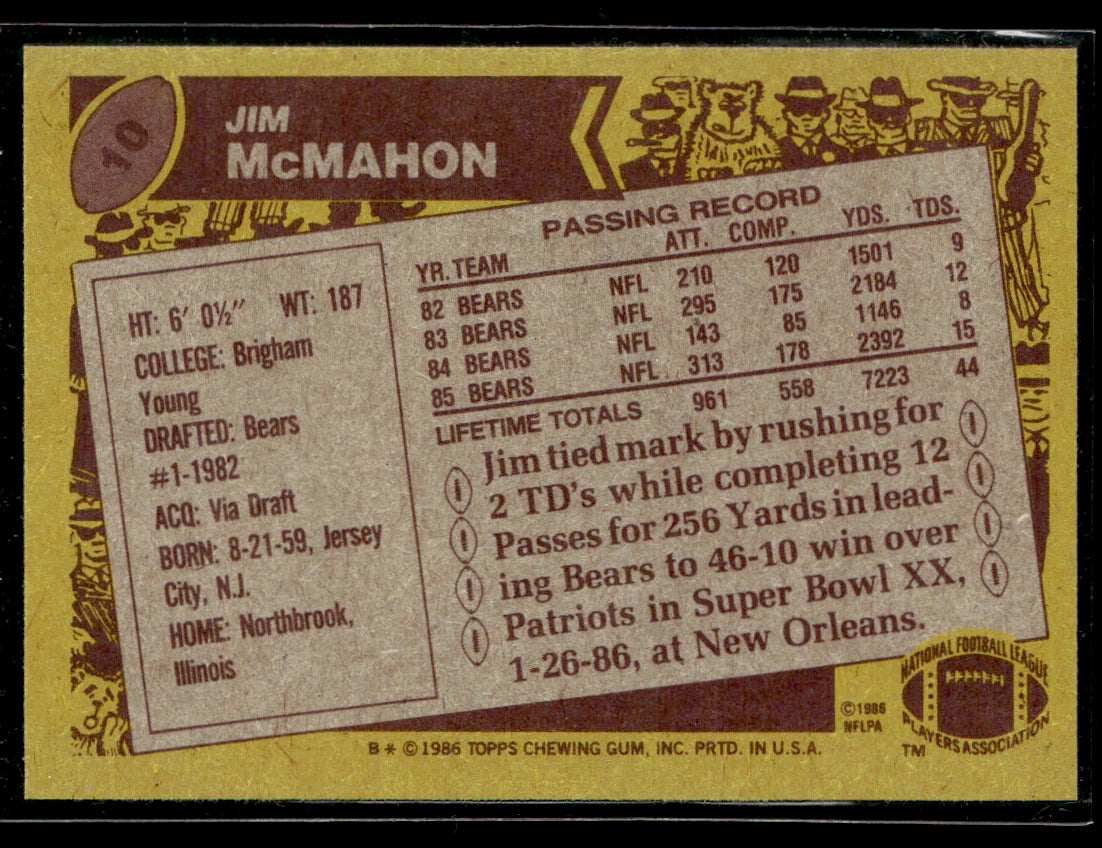 10
JIM
McMAHON
HT: 6' 0½" WT: 187
COLLEGE: Brigham
Young
DRAFTED: Bears
#1-1982
ACQ: Via Draft
BORN: 8-21-59, Jersey
City, N.J.
HOME: Northbrook,
Illinois
PASSING RECORD
YR. TEAM ATT. COMP. YDS. TDS.
82 BEARS NFL 210 120 1501 9
83 BEARS NFL 295 175 2184 12
84 BEARS NFL 143 85 1146 8
85 BEARS NFL 313 178 2392 15
LIFETIME TOTALS 961 558 7223 44
Jim tied mark by rushing for
2 TD's while completing 12
Passes for 256 Yards in lead-
ing Bears to 46-10 win over
Patriots in Super Bowl XX,
1-26-86, at New Orleans.
©1986
NFLPA
NATIONAL FOOTBALL LEAGUE
PLAYERS ASSOCIATION
TM
B * © 1986 TOPPS CHEWING GUM, INC. PRTD. IN U.S.A.